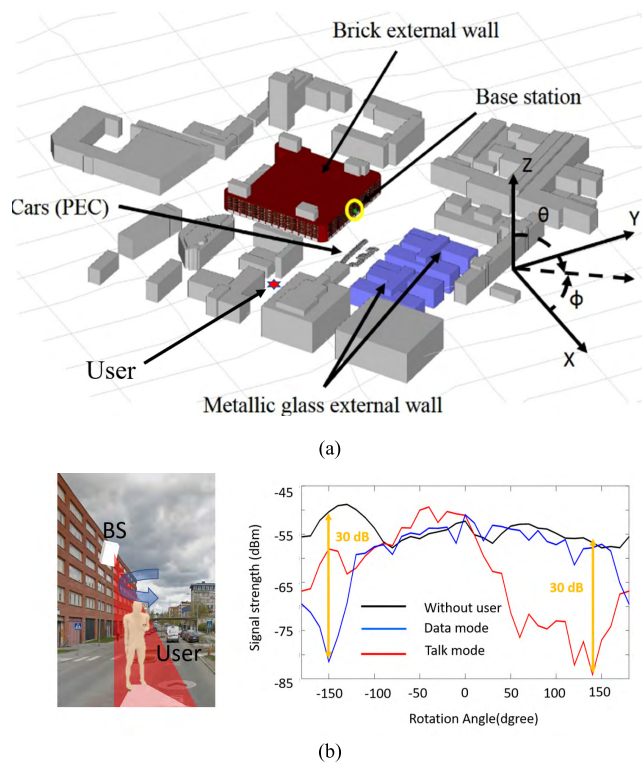 Brick external wall
Base station
Z
Cars (PEC)
θ
Y
ϕ
User
X
Metallic glass external wall
(a)
BS
User
-45
-55
-65
-75
-85
Signal strength (dBm)
30 dB
30 dB
Without user
Data mode
Talk mode
-150 -100 -50 0 50 100 150
Rotation Angle(dgree)
(b)